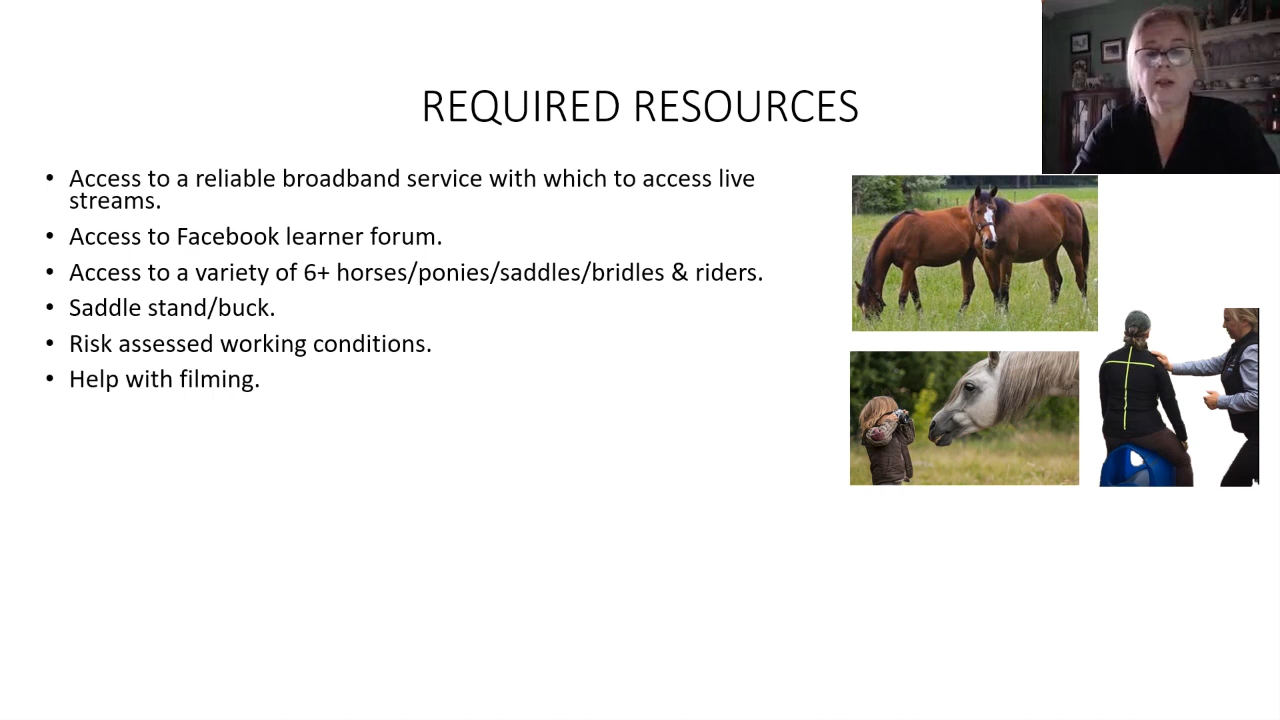 REQUIRED RESOURCES
• Access to a reliable broadband service with which to access live
streams.
• Access to Facebook learner forum.
• Access to a variety of 6+ horses/ponies/saddles/bridles & riders.
• Saddle stand/buck.
• Risk assessed working conditions.
• Help with filming.